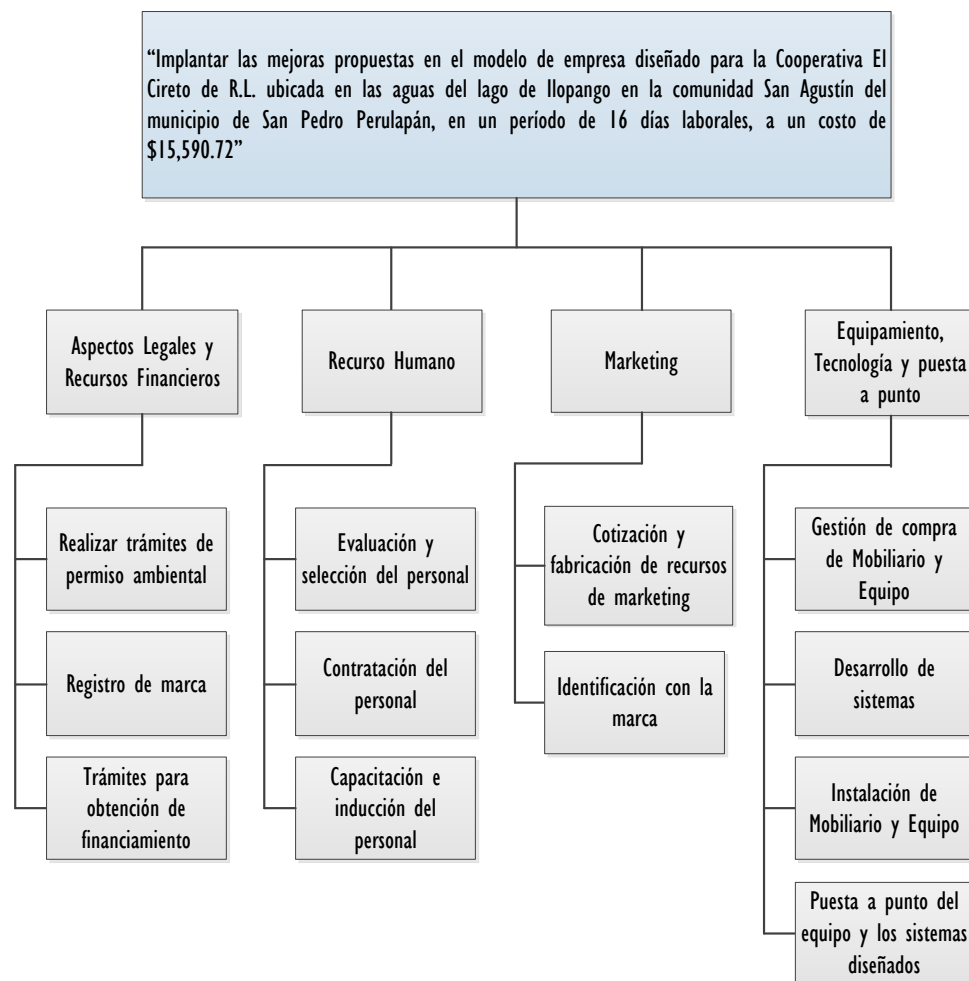 “Implantar las mejoras propuestas en el modelo de empresa diseñado para la Cooperativa El
Cireto de R.L. ubicada en las aguas del lago de Ilopango en la comunidad San Agustín del
municipio de San Pedro Perulapán, en un período de 16 días laborales, a un costo de
$15,590.72”
Aspectos Legales y
Recursos Financieros
Recurso Humano
Marketing
Equipamiento,
Tecnología y puesta
a punto
Realizar trámites de
permiso ambiental
Registro de marca
Trámites para
obtención de
financiamiento
Evaluación y
selección del personal
Contratación del
personal
Capacitación e
inducción del
personal
Cotización y
fabricación de recursos
de marketing
Identificación con la
marca
Gestión de compra
de Mobiliario y
Equipo
Desarrollo de
sistemas
Instalación de
Mobiliario y Equipo
Puesta a punto del
equipo y los sistemas
diseñados